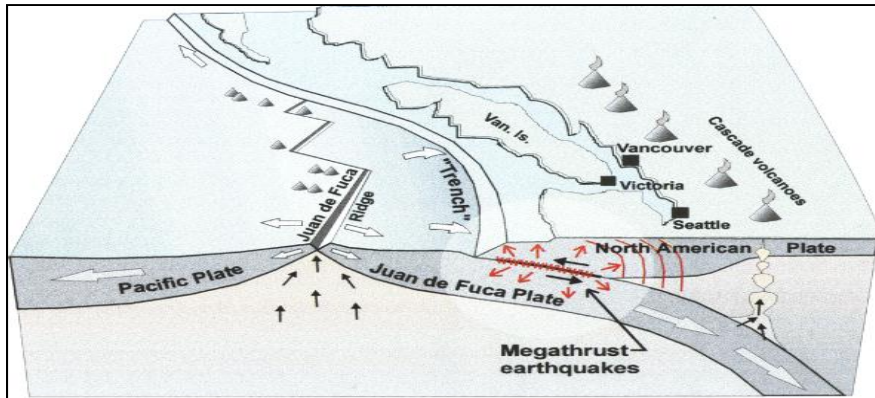 Van. Is.
Cascade volcanoes
Vancouver
"Trench"
Victoria
Juan de Fuca
Ridge
Seattle
North American Plate
Pacific Plate
Juan de Fuca Plate
Megathrust
earthquakes